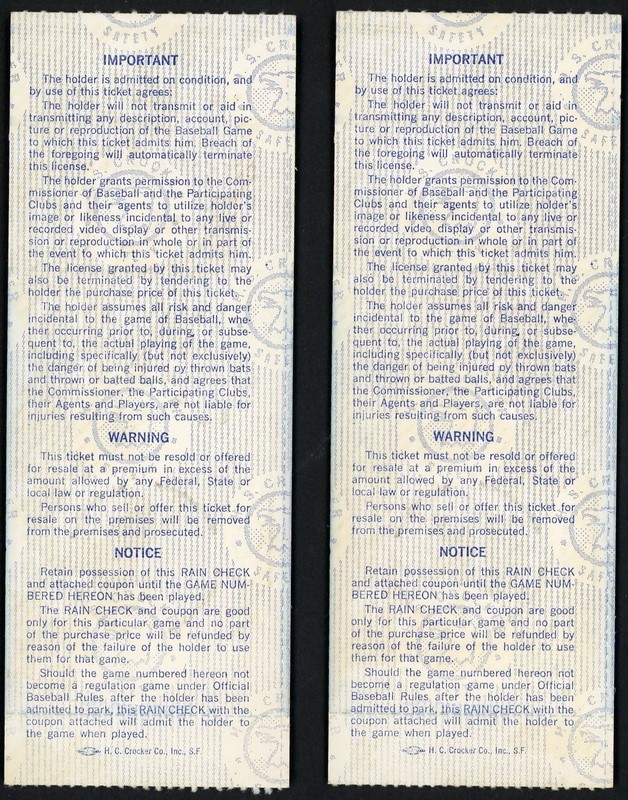 IMPORTANT
The holder is admitted on condition, and
by use of this ticket agrees:
The holder will not transmit or aid in
transmitting any description, account, pic-
ture or reproduction of the Baseball Game
to which this ticket admits him. Breach of
the foregoing will automatically terminate
this license.
The holder grants permission to the Com-
missioner of Baseball and the Participating
Clubs and their agents to utilize holder's
image or likeness incidental to any live or
recorded video display or other transmis-
sion or reproduction in whole or in part of
the event to which this ticket admits him.
The license granted by this ticket may
also be terminated by tendering to the
holder the purchase price of this ticket.
The holder assumes all risk and danger
incidental to the game of Baseball, whe-
ther occurring prior to, during, or subse-
quent to, the actual playing of the game,
including specifically (but not exclusively)
the danger of being injured by thrown bats
and thrown or batted balls, and agrees that
the Commissioner, the Participating Clubs,
their Agents and Players, are not liable for
injuries resulting from such causes.
WARNING
This ticket must not be resold or offered
for resale at a premium in excess of the
amount allowed by any Federal, State or
local law or regulation.
Persons who sell or offer this ticket for
resale on the premises will be removed
from the premises and prosecuted.
NOTICE
Retain possession of this RAIN CHECK
and attached coupon until the GAME NUM-
BERED HEREON has been played.
The RAIN CHECK and coupon are good
only for this particular game and no part
of the purchase price will be refunded by
reason of the failure of the holder to use
them for that game.
Should the game numbered hereon not
become a regulation game under Official
Baseball Rules after the holder has been
admitted to park, this RAIN CHECK with the
coupon attached will admit the holder to
the game when played.
H. C. Crocker Co., Inc., S.F.
IMPORTANT
The holder is admitted on condition, and
by use of this ticket agrees:
The holder will not transmit or aid in
transmitting any description, account, pic-
ture or reproduction of the Baseball Game
to which this ticket admits him. Breach of
the foregoing will automatically terminate
this license.
The holder grants permission to the Com-
missioner of Baseball and the Participating
Clubs and their agents to utilize holder's
image or likeness incidental to any live or
recorded video display or other transmis-
sion or reproduction in whole or in part of
the event to which this ticket admits him.
The license granted by this ticket may
also be terminated by tendering to the
holder the purchase price of this ticket.
The holder assumes all risk and danger
incidental to the game of Baseball, whe-
ther occurring prior to, during, or subse-
quent to, the actual playing of the game,
including specifically (but not exclusively)
the danger of being injured by thrown bats
and thrown or batted balls, and agrees that
the Commissioner, the Participating Clubs,
their Agents and Players, are not liable for
injuries resulting from such causes.
WARNING
This ticket must not be resold or offered
for resale at a premium in excess of the
amount allowed by any Federal, State or
local law or regulation.
Persons who sell or offer this ticket for
resale on the premises will be removed
from the premises and prosecuted.
NOTICE
Retain possession of this RAIN CHECK
and attached coupon until the GAME NUM-
BERED HEREON has been played.
The RAIN CHECK and coupon are good
only for this particular game and no part
of the purchase price will be refunded by
reason of the failure of the holder to use
them for that game.
Should the game numbered hereon not
become a regulation game under Official
Baseball Rules after the holder has been
admitted to park, this RAIN CHECK with the
coupon attached will admit the holder to
the game when played.
H. C. Crocker Co., Inc., S.F.